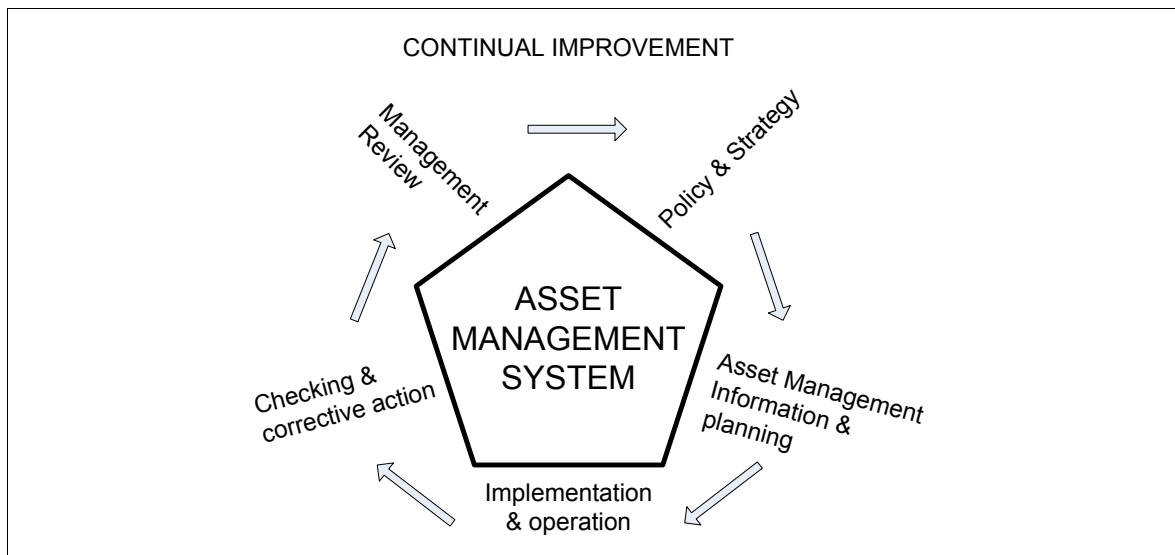 CONTINUAL IMPROVEMENT
Management
Review
Policy & Strategy
ASSET
MANAGEMENT
SYSTEM
Asset Management
Information &
planning
Checking &
corrective action
Implementation
& operation